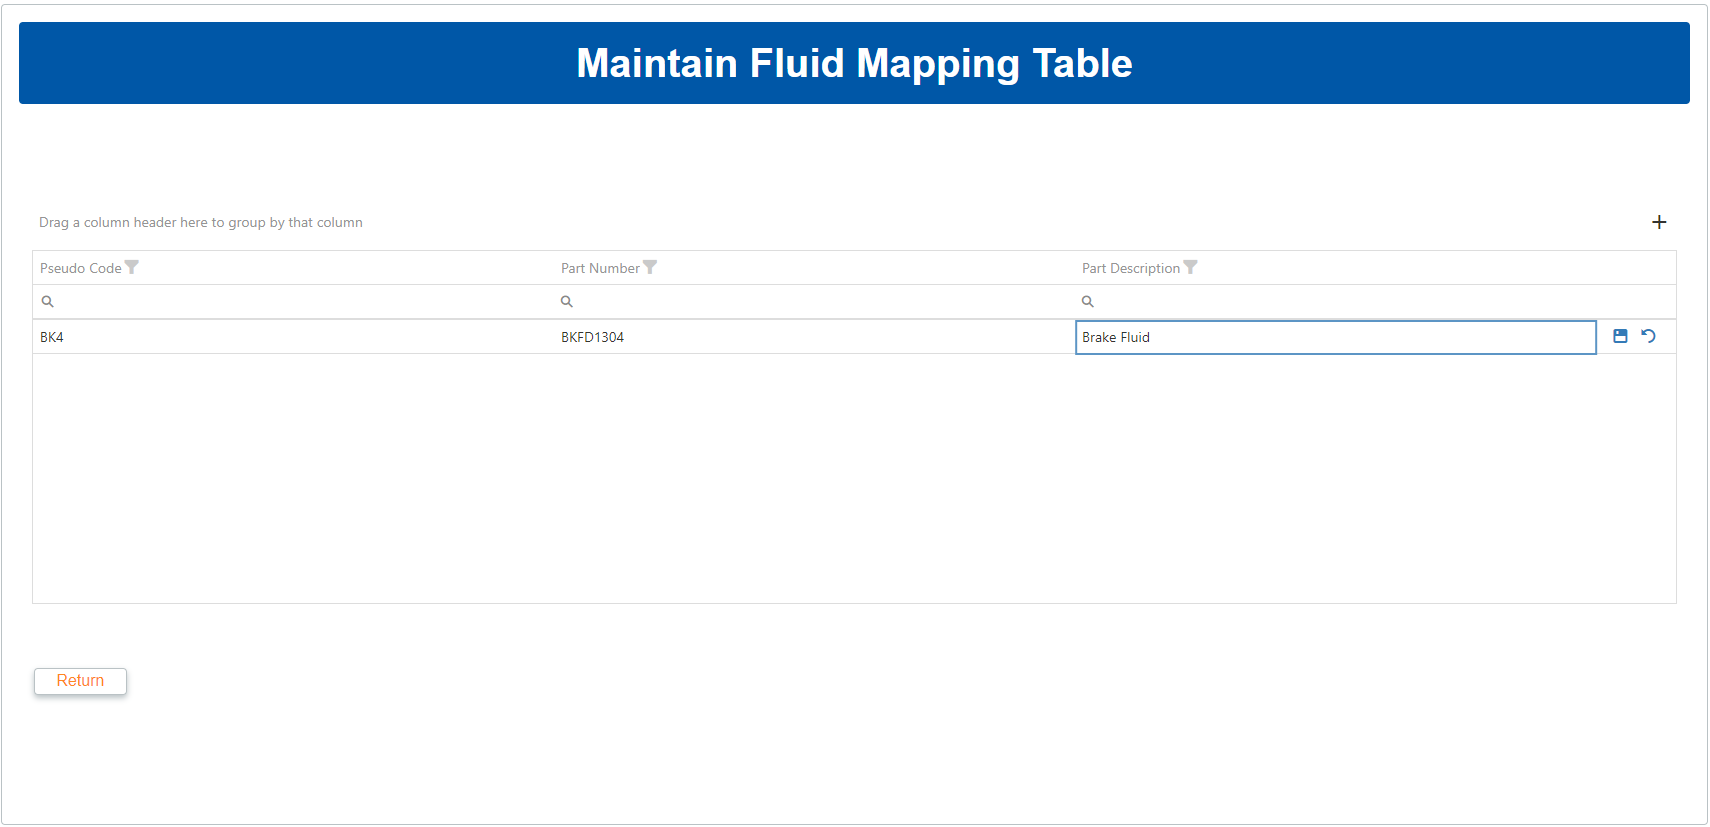 Maintain Fluid Mapping Table
Drag a column header here to group by that column
Pseudo Code Part Number Part Description
BK4 BKFD1304 Brake Fluid
Return